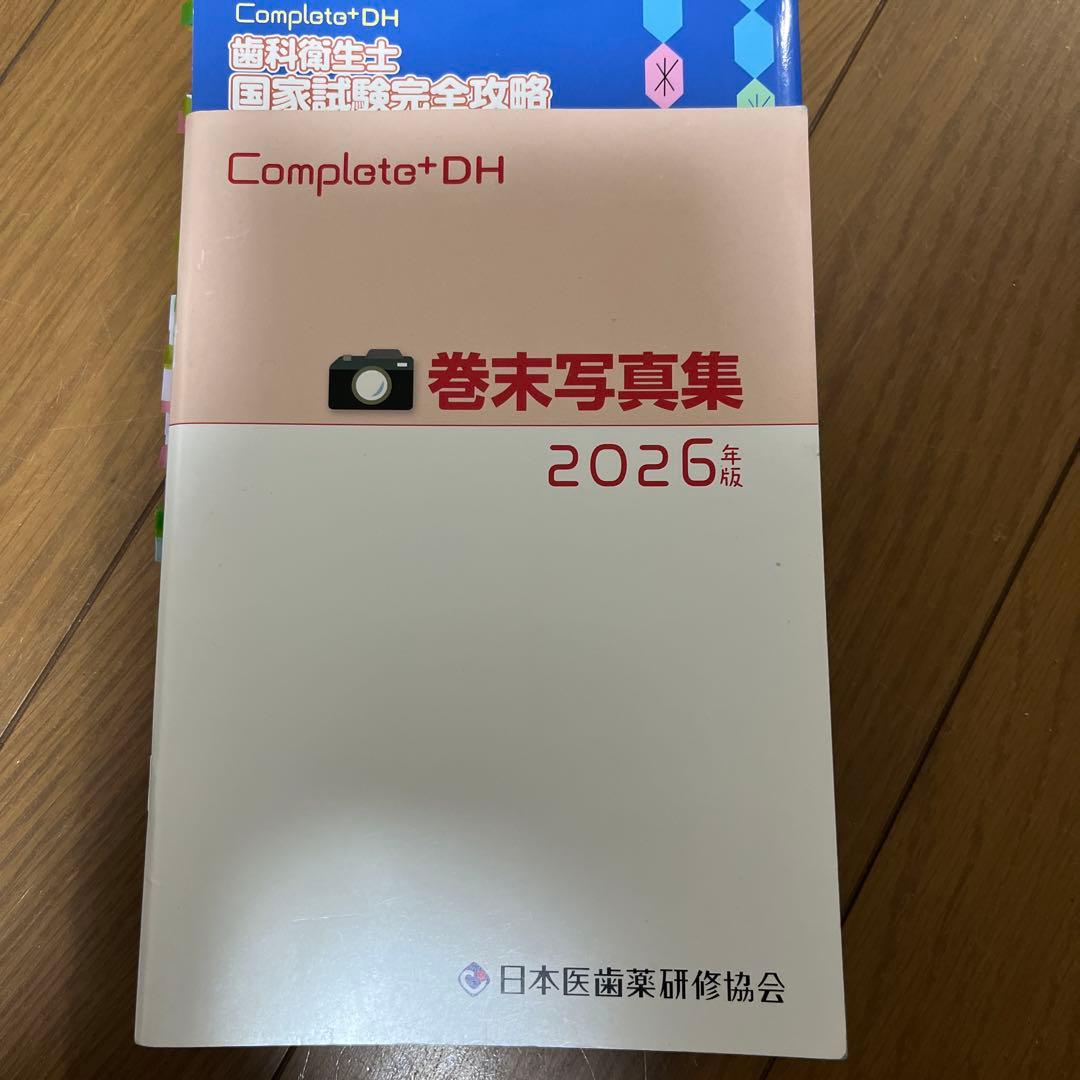 Complete+DH
歯科衛生士
国家試験完全攻略
Complete+DH
巻末写真集
2026年版
日本医歯薬研修協会